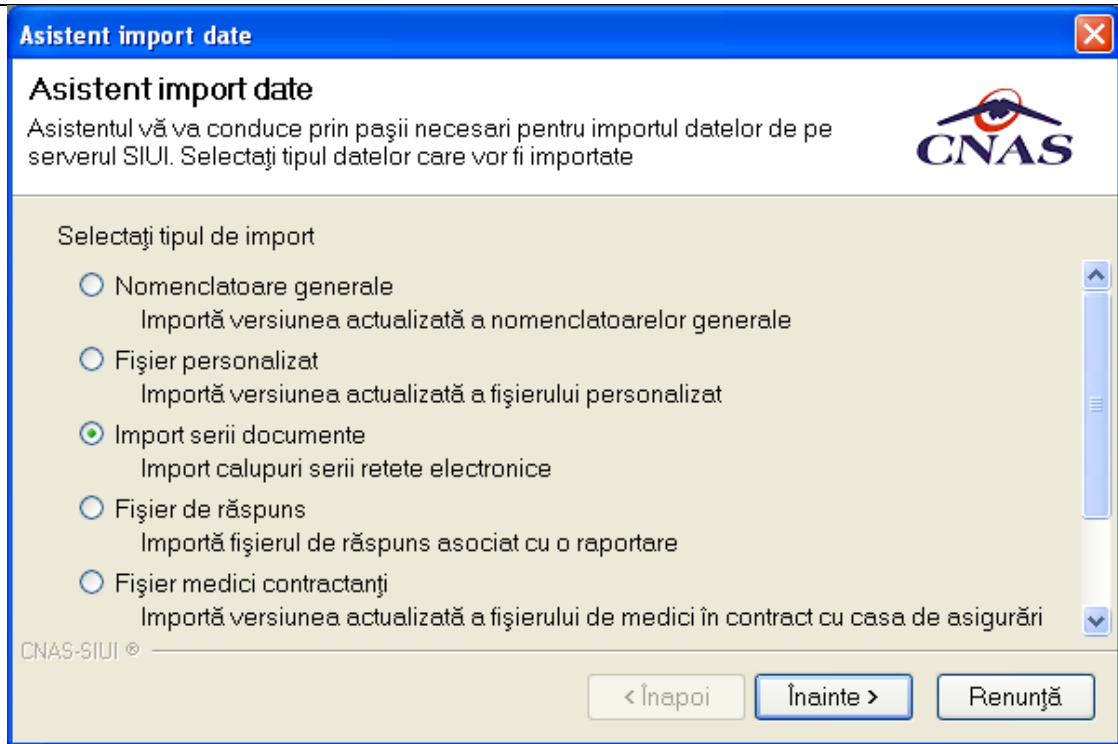 Asistent import date
Asistent import date
Asistentul vă va conduce prin paşii necesari pentru importul datelor de pe
serverul SIUI. Selectaţi tipul datelor care vor fi importate
CNAS
Selectaţi tipul de import
Nomenclatoare generale
Importă versiunea actualizată a nomenclatoarelor generale
Fişier personalizat
Importă versiunea actualizată a fişierului personalizat
Import serii documente
Import calupuri serii retete electronice
Fişier de răspuns
Importă fişierul de răspuns asociat cu o raportare
Fişier medici contractanţi
Importă versiunea actualizată a fişierului de medici în contract cu casa de asigurări
CNAS-SIUI ®
< Înapoi
Înainte >
Renunţă